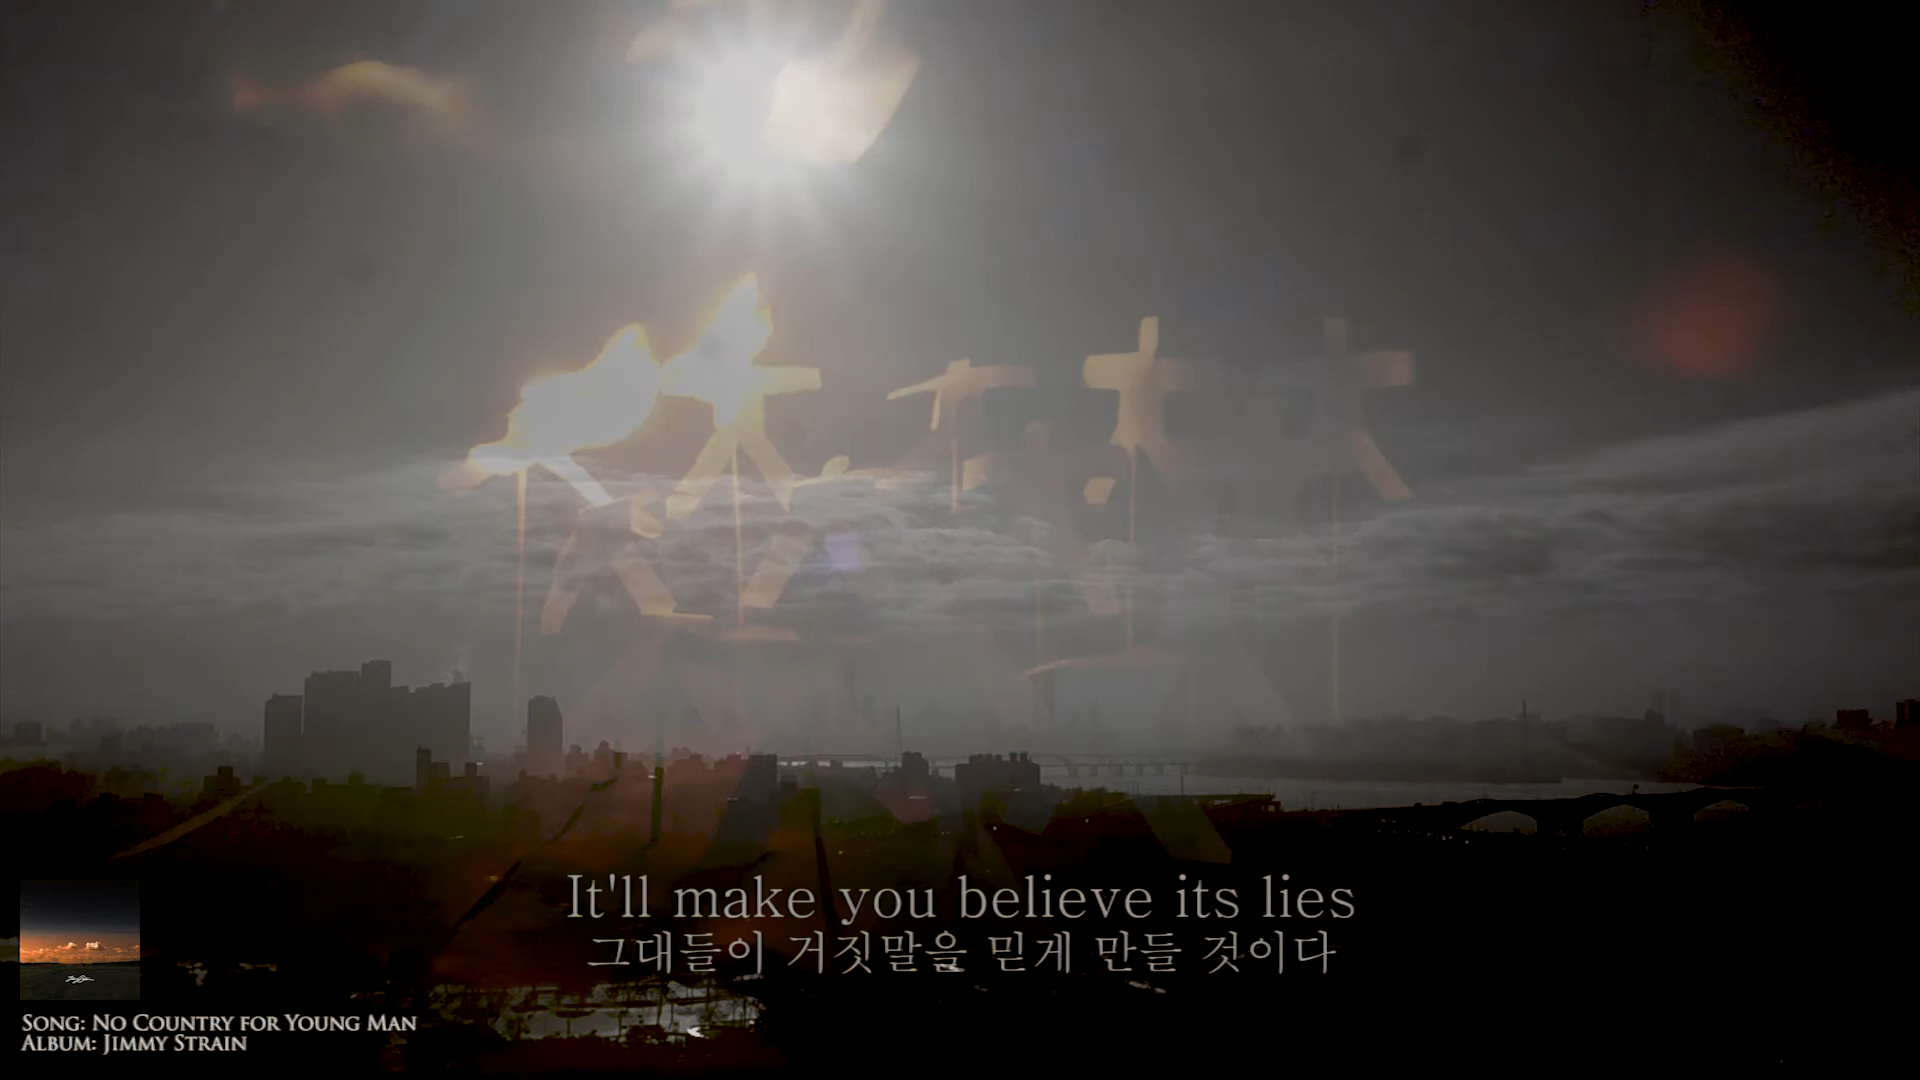 It'll make you believe its lies
그대들이 거짓말을 믿게 만들 것이다
Song: No Country for Young Man
Album: Jimmy Strain